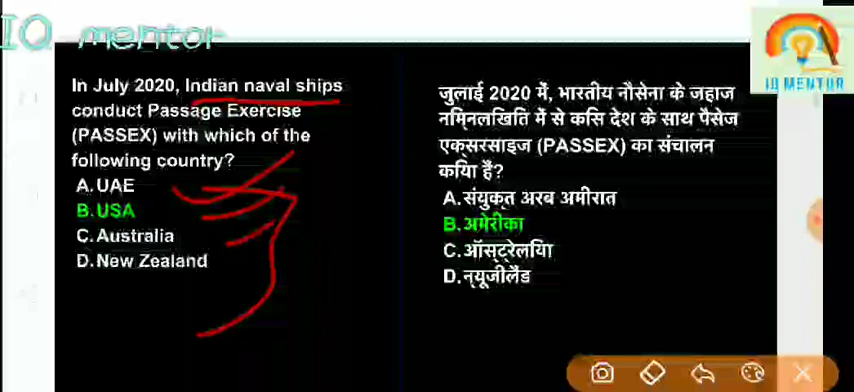 IQ mentor
IQ MENTOR
In July 2020, Indian naval ships
conduct Passage Exercise
(PASSEX) with which of the
following country?
A. UAE
B. USA
C. Australia
D. New Zealand
जुलाई 2020 में, भारतीय नौसेना के जहाज
नमि्नलखिति में से कसि देश के साथ पैसेज
एक्सरसाइज (PASSEX) का संचालन
कयिा हैं?
A. संयुक्त अरब अमीरात
B. अमेरीका
C. ऑस्ट्रेलयिा
D. न्यूजीलैंड